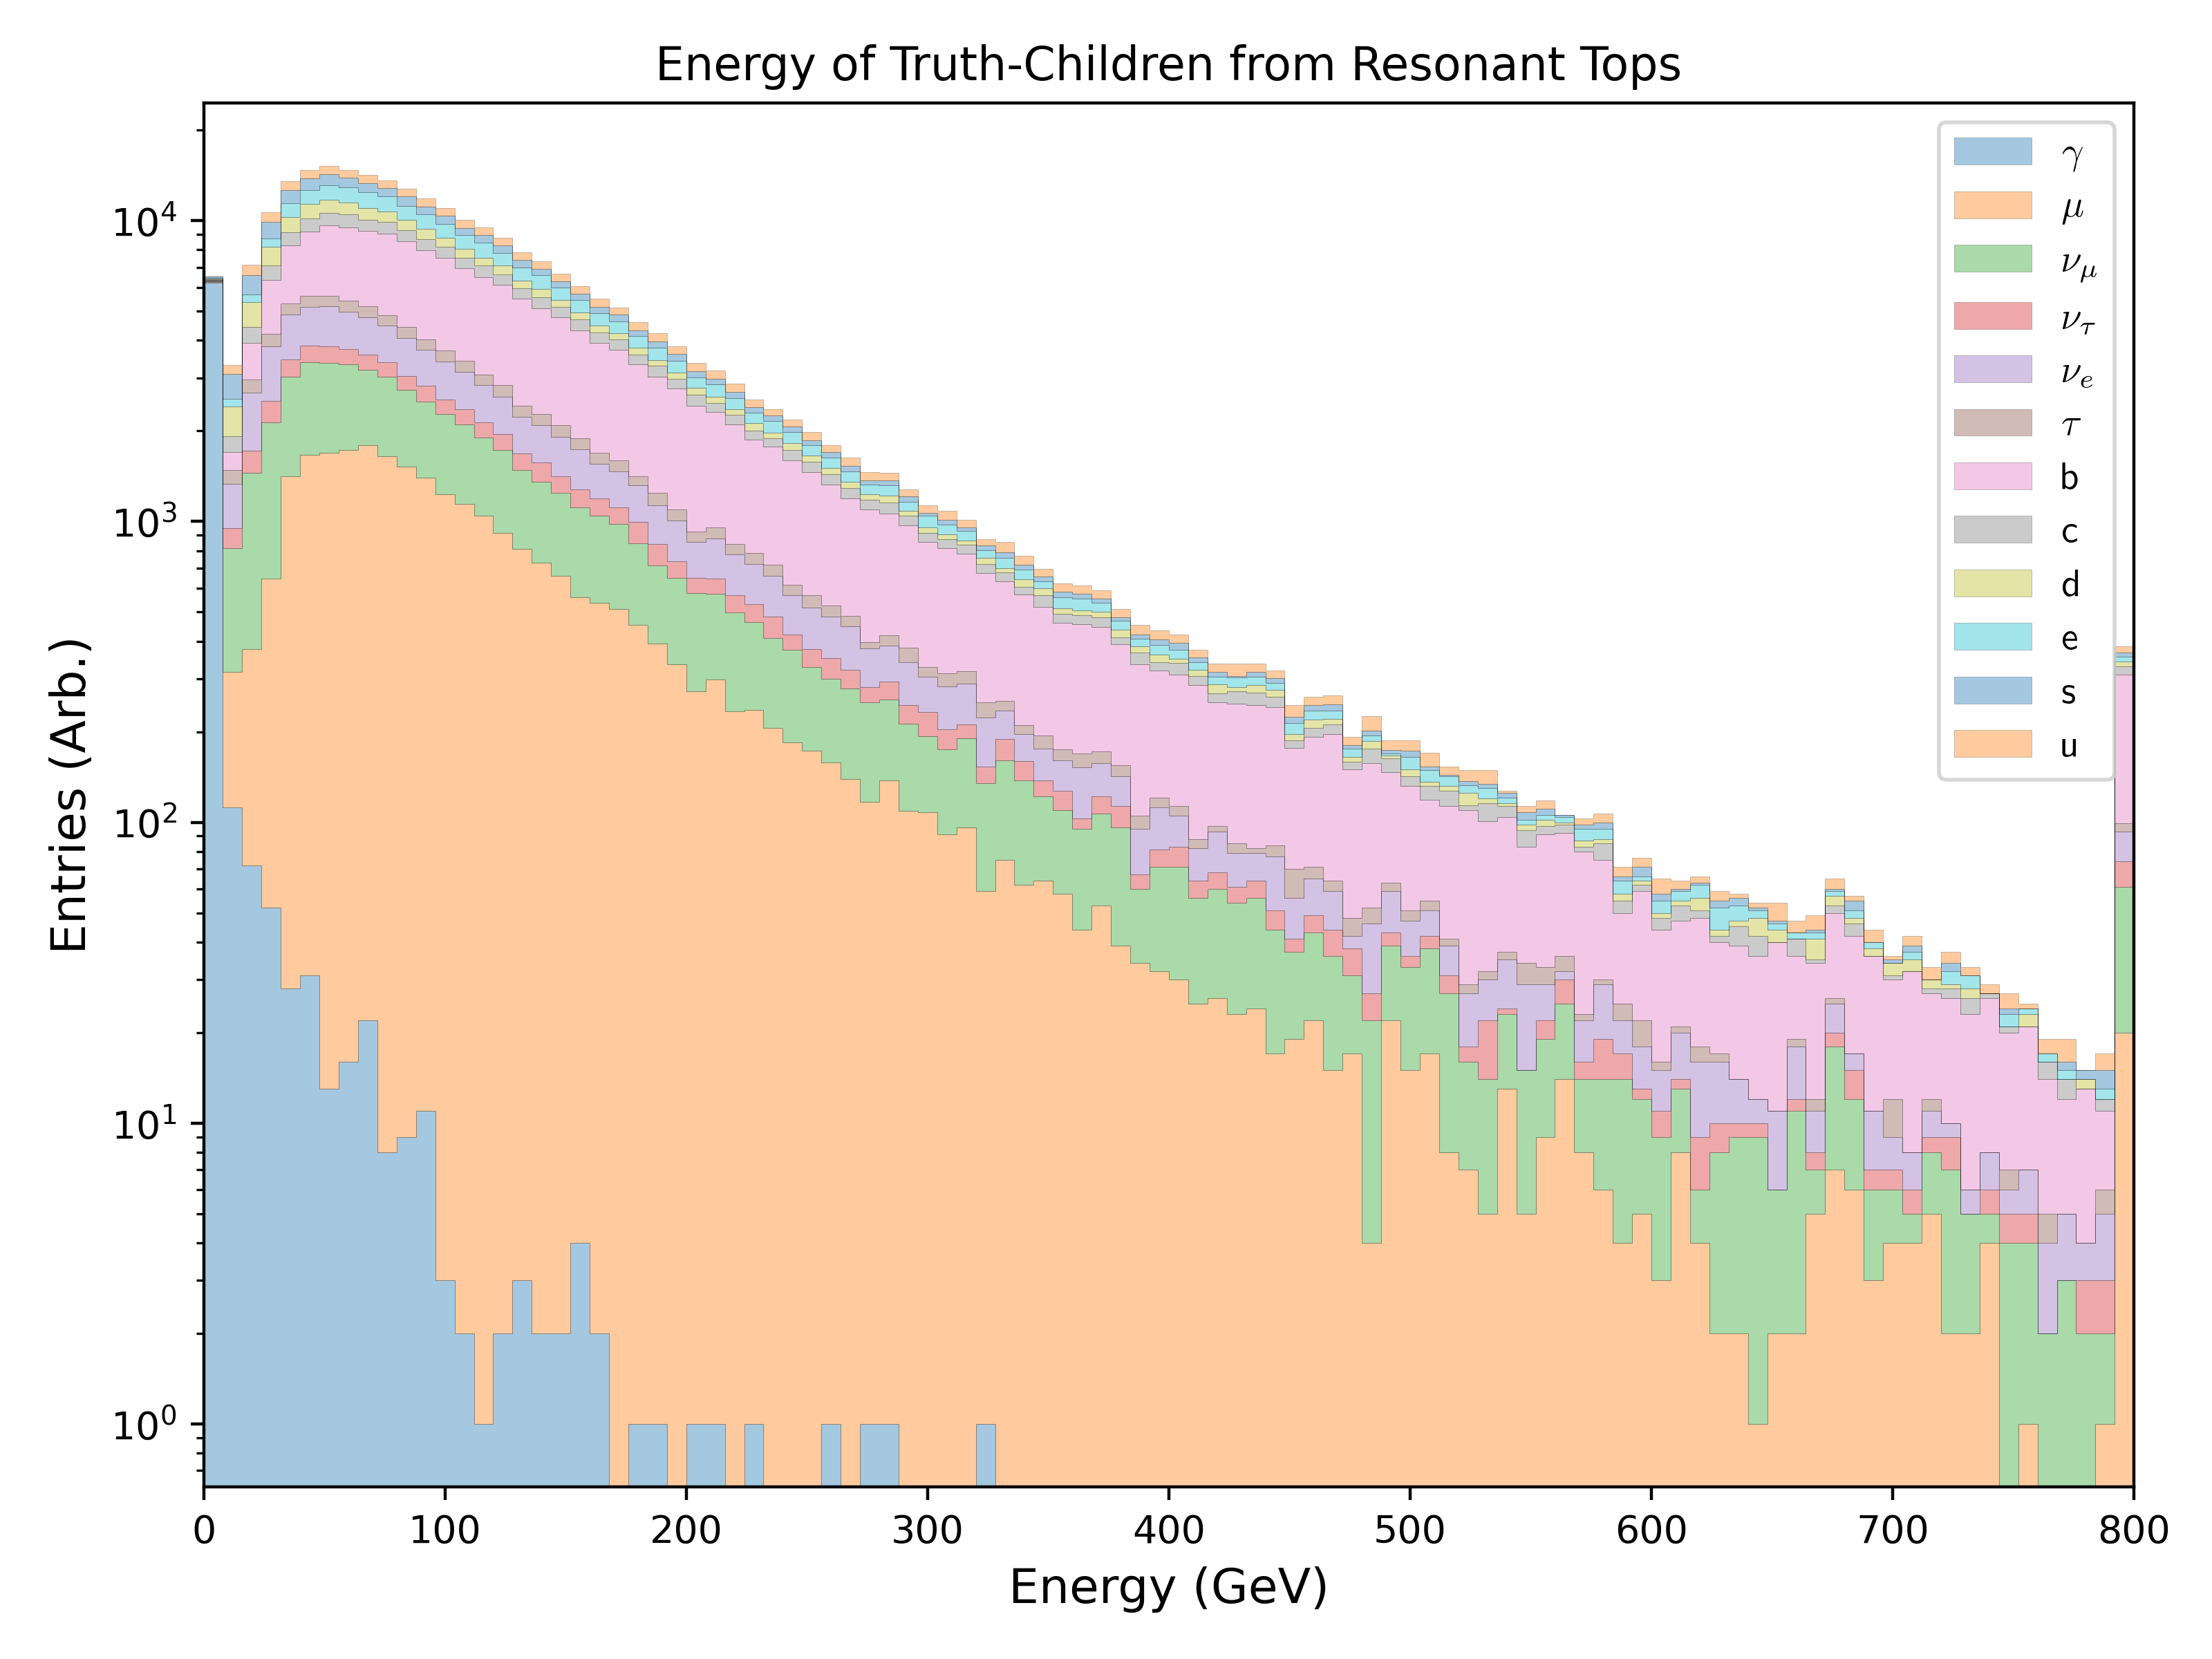 Energy of Truth-Children from Resonant Tops
Entries (Arb.)
10⁴
10³
10²
10¹
10⁰
0 100 200 300 400 500 600 700 800
Energy (GeV)
γ
μ
ν_μ
ν_τ
ν_e
τ
b
c
d
e
s
u